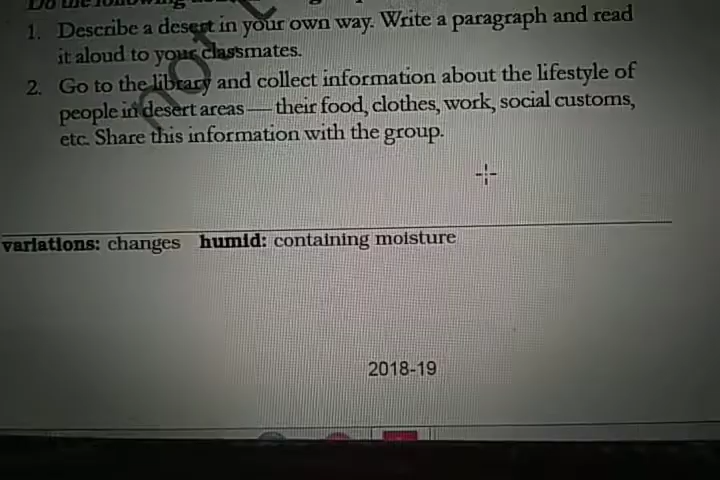 Do the following
1. Describe a desert in your own way. Write a paragraph and read
it aloud to your classmates.
2. Go to the library and collect information about the lifestyle of
people in desert areas — their food, clothes, work, social customs,
etc. Share this information with the group.
variations: changes humid: containing moisture
2018-19